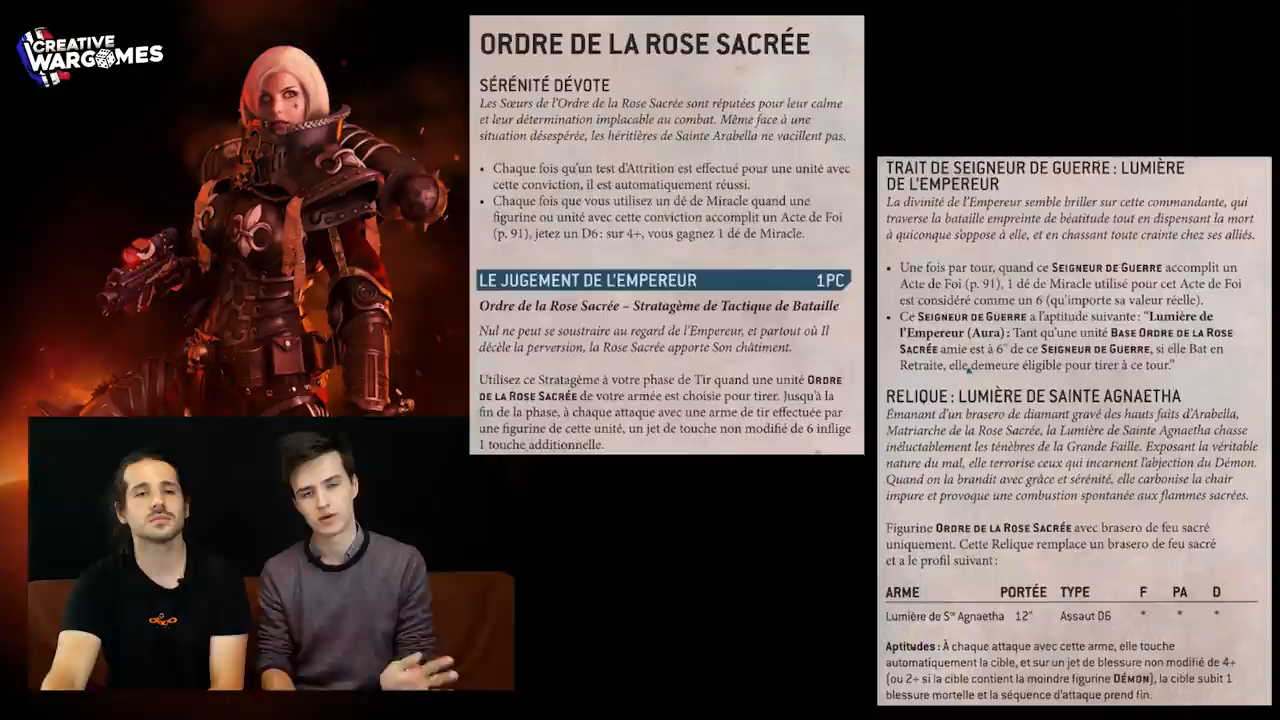 CREATIVE
WARGOMES
ORDRE DE LA ROSE SACRÉE
SÉRÉNITÉ DÉVOTE
Les Sœurs de l'Ordre de la Rose Sacrée sont réputées pour leur calme
et leur détermination implacable au combat. Même face à une
situation désespérée, les héritières de Sainte Arabella ne vacillent pas.
• Chaque fois qu'un test d'Attrition est effectué pour une unité avec
cette conviction, il est automatiquement réussi.
• Chaque fois que vous utilisez un dé de Miracle quand une
figurine ou unité avec cette conviction accomplit un Acte de Foi
(p. 91), jetez un D6 : sur 4+, vous gagnez 1 dé de Miracle.
LE JUGEMENT DE L'EMPEREUR 1PC
Ordre de la Rose Sacrée – Stratagème de Tactique de Bataille
Nul ne peut se soustraire au regard de l'Empereur, et partout où Il
décèle la perversion, la Rose Sacrée apporte Son châtiment.
Utilisez ce Stratagème à votre phase de Tir quand une unité ORDRE
DE LA ROSE SACRÉE de votre armée est choisie pour tirer. Jusqu'à la
fin de la phase, à chaque attaque avec une arme de tir effectuée par
une figurine de cette unité, un jet de touche non modifié de 6 inflige
1 touche additionnelle.
TRAIT DE SEIGNEUR DE GUERRE : LUMIÈRE
DE L'EMPEREUR
La divinité de l'Empereur semble briller sur cette commandante, qui
traverse la bataille empreinte de béatitude tout en dispensant la mort
à quiconque s'oppose à elle, et en chassant toute crainte chez ses alliés.
• Une fois par tour, quand ce SEIGNEUR DE GUERRE accomplit un
Acte de Foi (p. 91), 1 dé de Miracle utilisé pour cet Acte de Foi
est considéré comme un 6 (qu'importe sa valeur réelle).
• Ce SEIGNEUR DE GUERRE a l'aptitude suivante : "Lumière de
l'Empereur (Aura) : Tant qu'une unité BASE ORDRE DE LA ROSE
SACRÉE amie est à 6" de ce SEIGNEUR DE GUERRE, si elle Bat en
Retraite, elle demeure éligible pour tirer à ce tour."
RELIQUE : LUMIÈRE DE SAINTE AGNAETHA
Émanant d'un brasero de diamant gravé des hauts faits d'Arabella,
Matriarche de la Rose Sacrée, la Lumière de Sainte Agnaetha chasse
inéluctablement les ténèbres de la Grande Faille. Exposant la véritable
nature du mal, elle terrorise ceux qui incarnent l'abjection du Démon.
Quand on la brandit avec grâce et sérénité, elle carbonise la chair
impure et provoque une combustion spontanée aux flammes sacrées.
Figurine ORDRE DE LA ROSE SACRÉE avec brasero de feu sacré
uniquement. Cette Relique remplace un brasero de feu sacré
et a le profil suivant :
ARME PORTÉE TYPE F PA D
Lumière de Ste Agnaetha 12" Assaut D6 * * *
Aptitudes : À chaque attaque avec cette arme, elle touche
automatiquement la cible, et sur un jet de blessure non modifié de 4+
(ou 2+ si la cible contient la moindre figurine DÉMON), la cible subit 1
blessure mortelle et la séquence d'attaque prend fin.